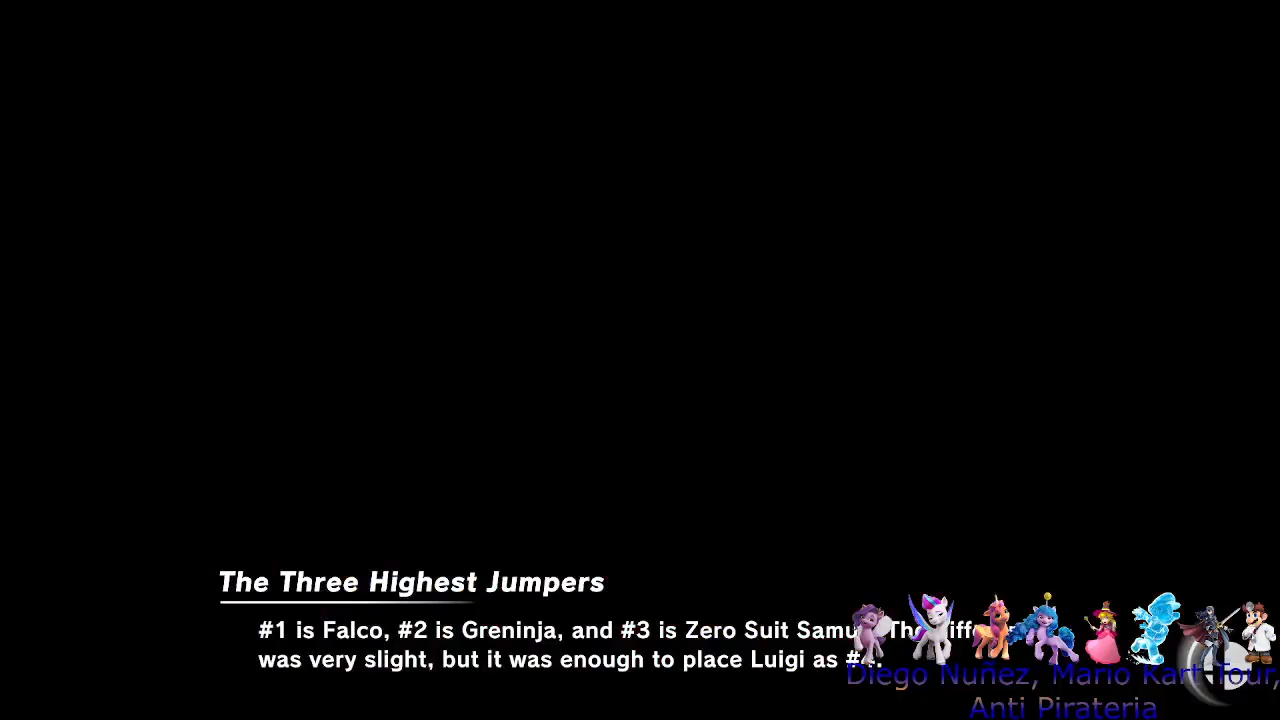 The Three Highest Jumpers
#1 is Falco, #2 is Greninja, and #3 is Zero Suit
was very slight, but it was enough to place Luigi as
Diego Nuñez, Mario Kart Tour,
Anti Pirateria